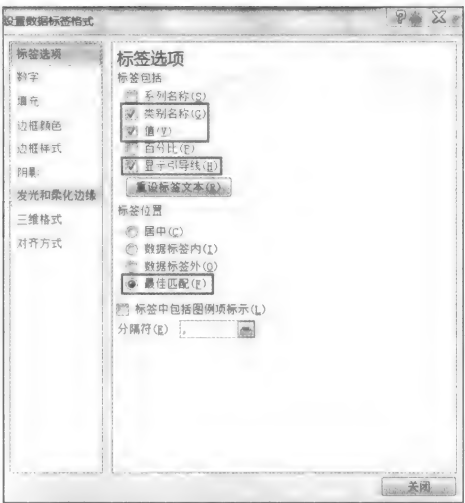 设置数据标签格式
标签选项
数字
填充
边框颜色
边框样式
阴影
发光和柔化边缘
三维格式
对齐方式
标签选项
标签包括
系列名称(S)
类别名称(G)
值(V)
百分比(P)
显示引导线(H)
重设标签文本(R)
标签位置
居中(C)
数据标签内(I)
数据标签外(O)
最佳匹配(F)
标签中包括图例项标示(L)
分隔符(E) ,
关闭